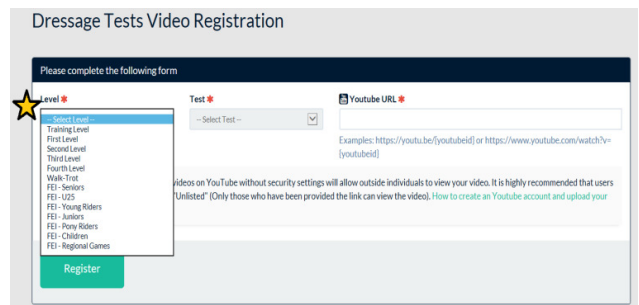 Dressage Tests Video Registration
Please complete the following form
Level * Test * Youtube URL *
-- Select Level -- -- Select Test --
Training Level
First Level
Second Level
Third Level
Fourth Level
Walk-Trot
FEI - Seniors
FEI - U25
FEI - Young Riders
FEI - Juniors
FEI - Pony Riders
FEI - Children
FEI - Regional Games
Examples: https://youtu.be/[youtubeid] or https://www.youtube.com/watch?v=
[youtubeid]
videos on YouTube without security settings will allow outside individuals to view your video. It is highly recommended that users
"Unlisted" (Only those who have been provided the link can view the video). How to create an Youtube account and upload your
Register